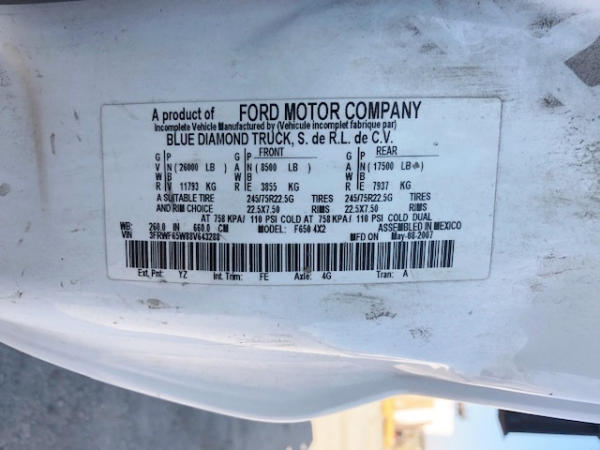 A product of FORD MOTOR COMPANY
Incomplete Vehicle Manufactured by (Vehicule incomplet fabrique par)
BLUE DIAMOND TRUCK, S. de R.L. de C.V.
G P G P FRONT G P REAR
V N (26000 LB) A N (8500 LB) A N (17500 LB)
W B W B W B
R V 11793 KG R E 3855 KG R E 7937 KG
A SUITABLE TIRE 245/75R22.5G TIRES 245/75R22.5G TIRES
AND RIM CHOICE 22.5X7.50 RIMS 22.5X7.50 RIMS
AT 758 KPA/ 110 PSI COLD AT 758 KPA/ 110 PSI COLD DUAL
WB: 260.0 IN 660.0 CM MODEL: F650 4X2 ASSEMBLED IN MEXICO
VIN 3FRWF65W88V643288 MFD ON May-08-2007
Ext. Pnt: YZ Int. Trim: FE Axle: 4G Tran: A